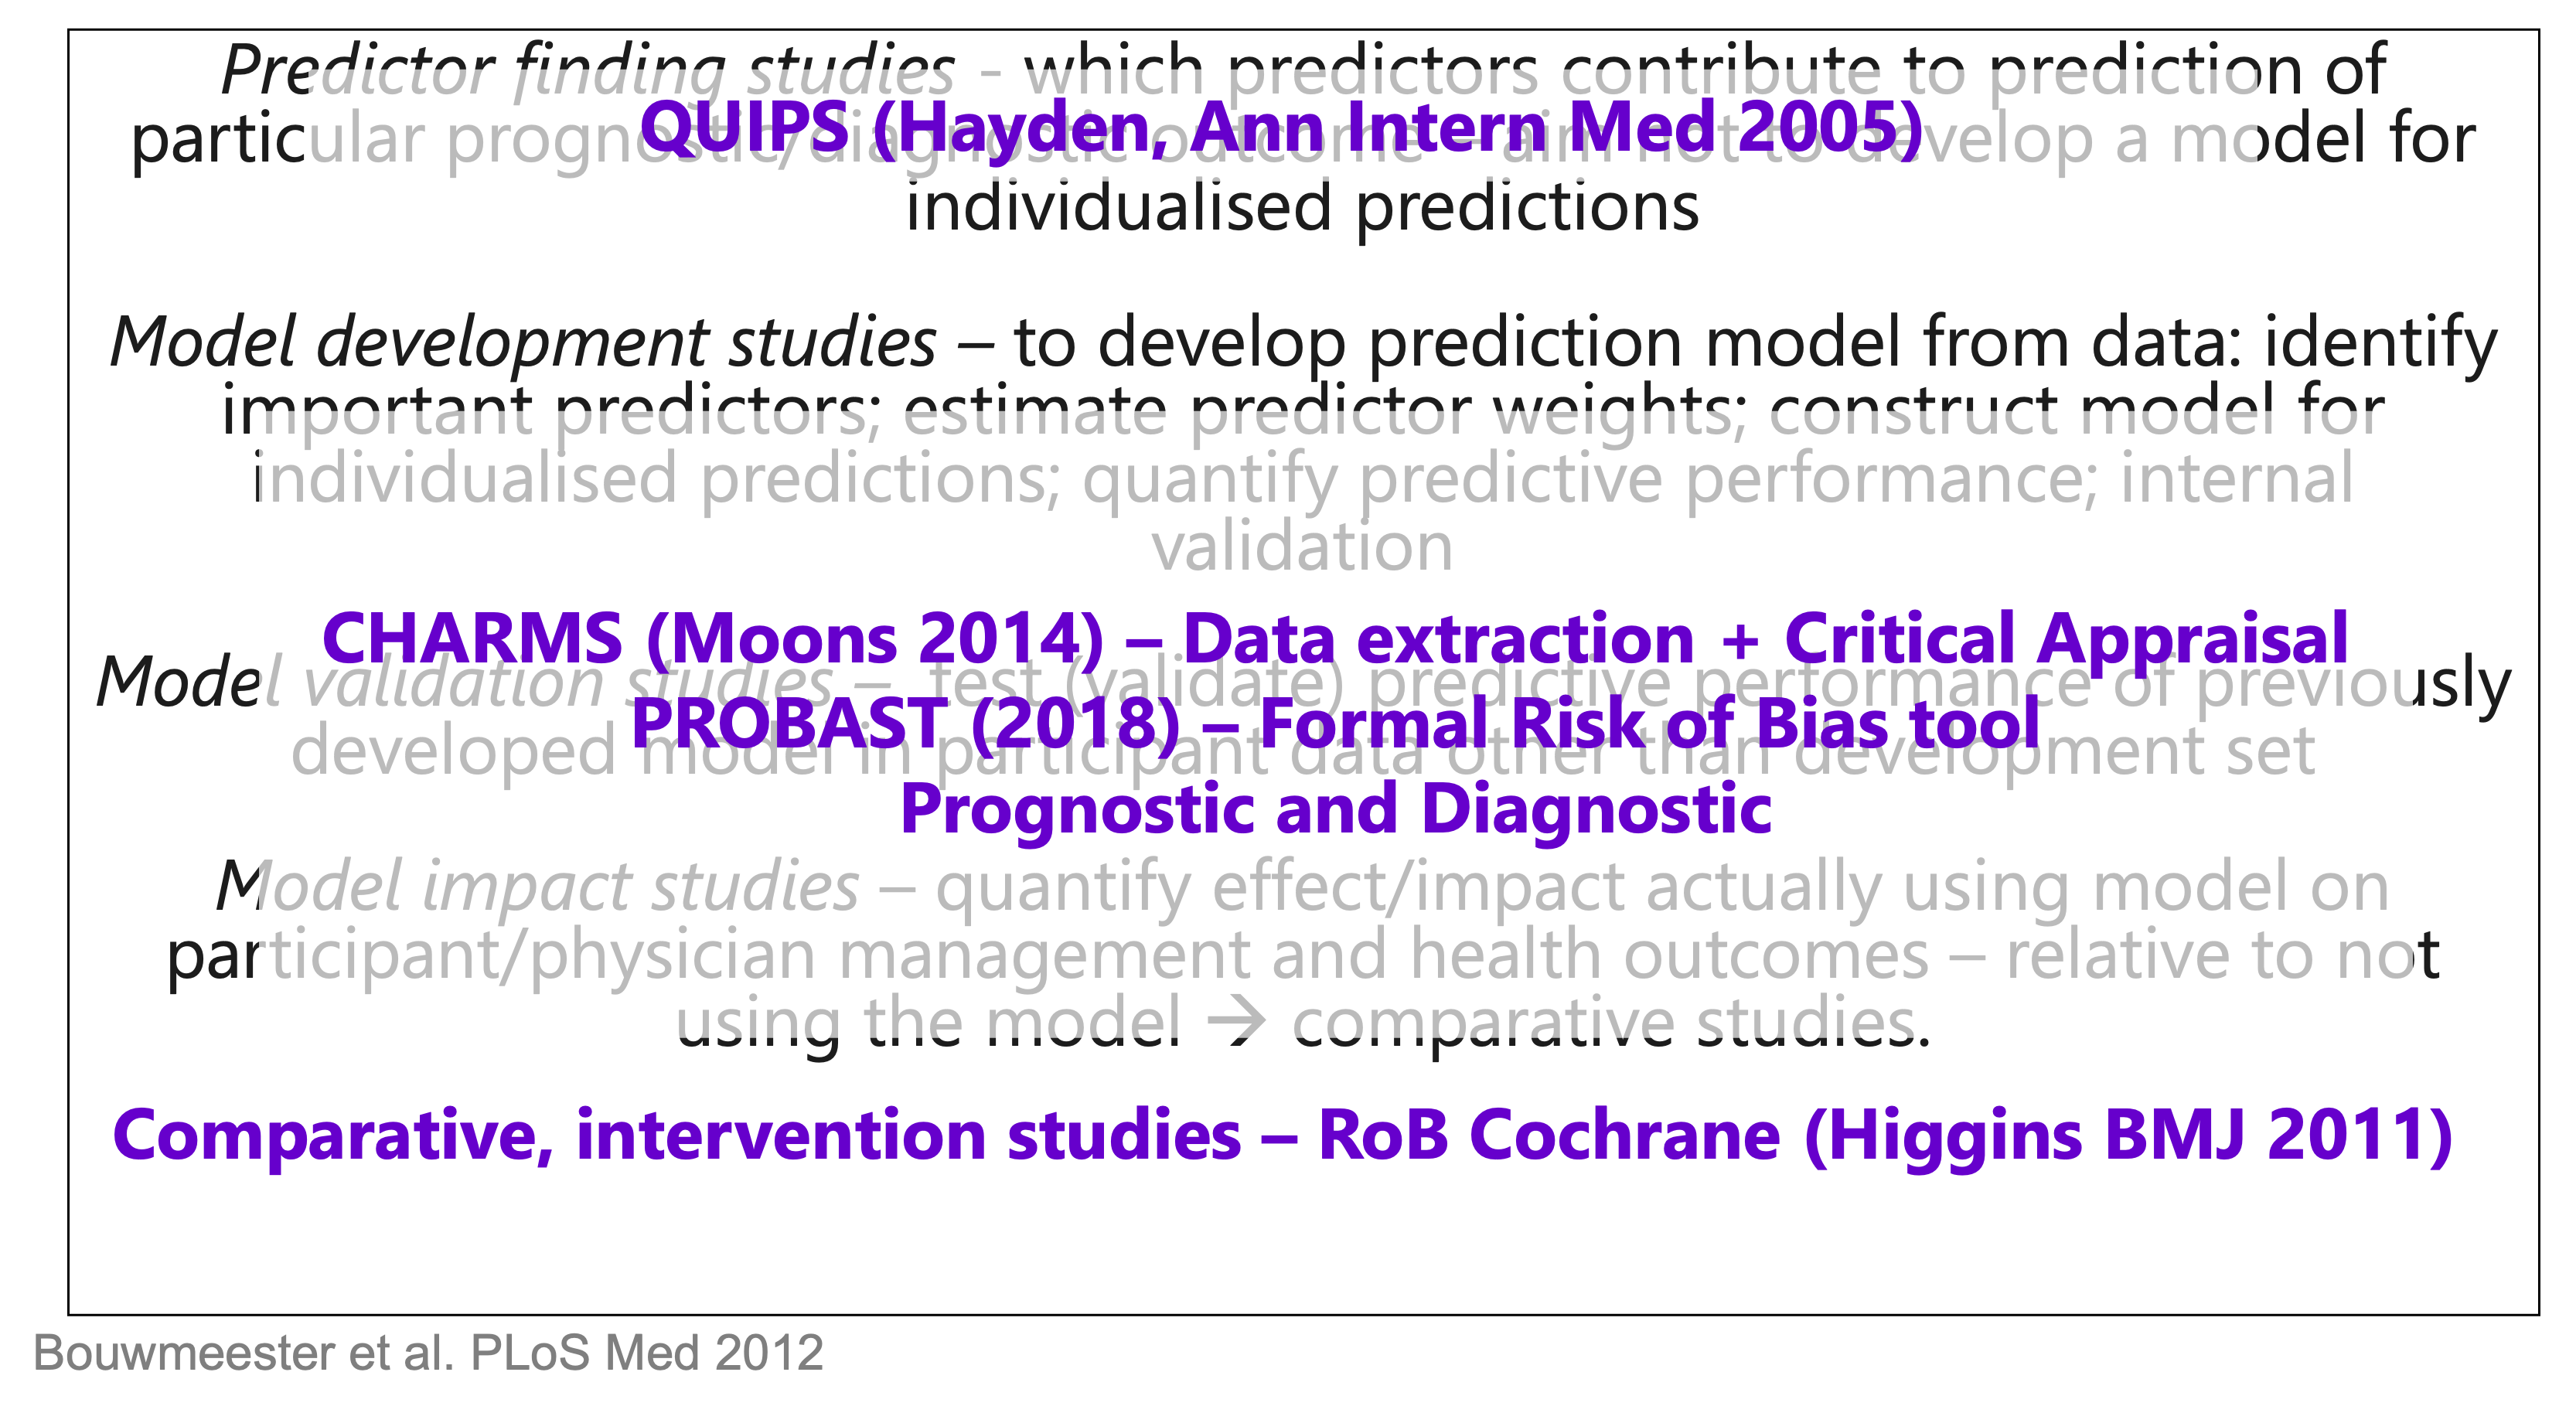 Predictor finding studies - which predictors contribute to prediction of
QUIPS (Hayden, Ann Intern Med 2005)
particular prognostic/diagnostic outcome – aim not to develop a model for
individualised predictions
Model development studies – to develop prediction model from data: identify
important predictors; estimate predictor weights; construct model for
individualised predictions; quantify predictive performance; internal
validation
CHARMS (Moons 2014) – Data extraction + Critical Appraisal
Model validation studies – test (validate) predictive performance of previously
PROBAST (2018) – Formal Risk of Bias tool
developed model in participant data other than development set
Prognostic and Diagnostic
Model impact studies – quantify effect/impact actually using model on
participant/physician management and health outcomes – relative to not
using the model → comparative studies.
Comparative, intervention studies – RoB Cochrane (Higgins BMJ 2011)
Bouwmeester et al. PLoS Med 2012